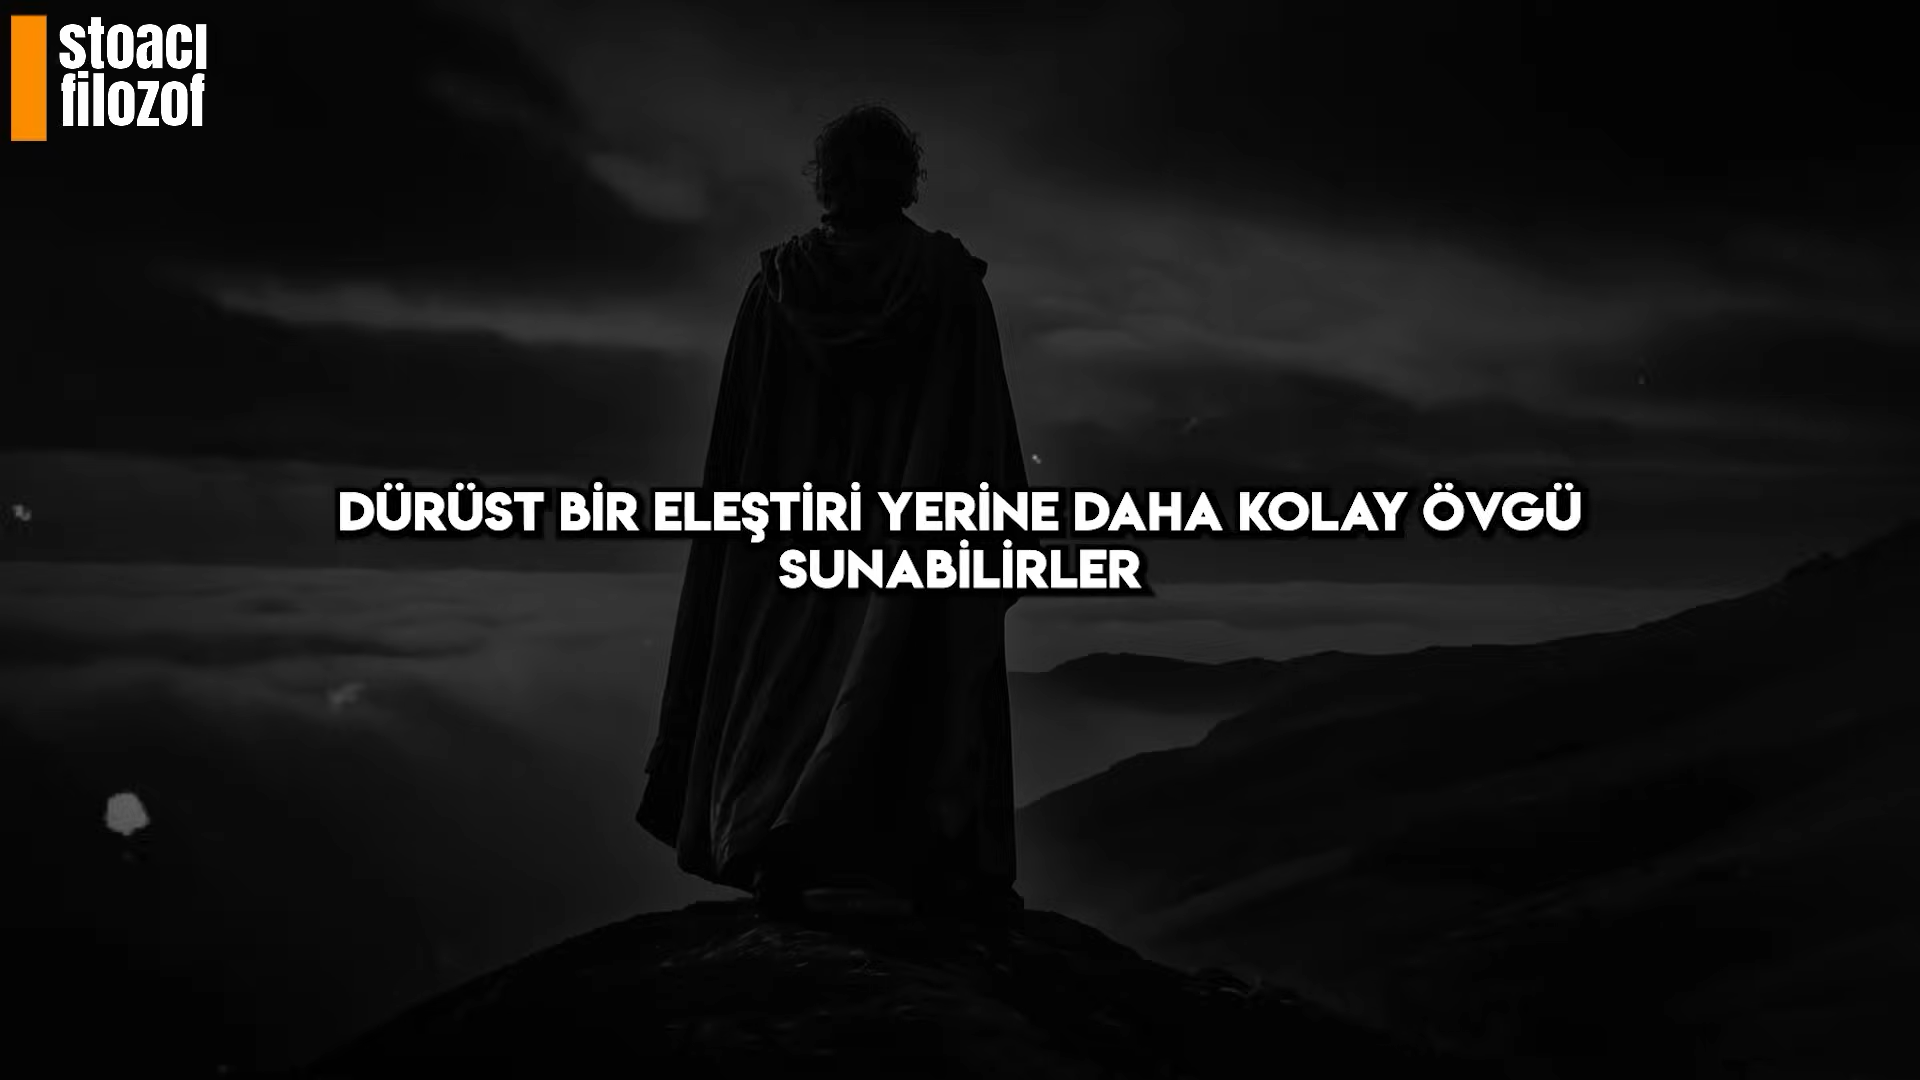 stoacı
filozof
DÜRÜST BİR ELEŞTİRİ YERİNE DAHA KOLAY ÖVGÜ
SUNABİLİRLER